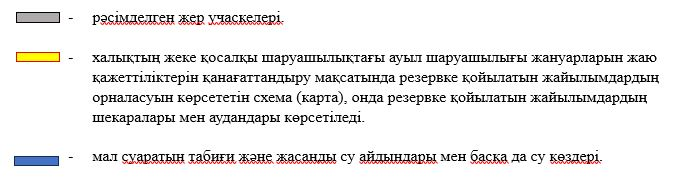 - рәсімделген жер учаскелері.
- халықтың жеке қосалқы шаруашылықтағы ауыл шаруашылығы жануарларын жаю
қажеттіліктерін қанағаттандыру мақсатында резервке қойылатын жайылымдардың
орналасуын көрсететін схема (карта), онда резервке қойылатын жайылымдардың
шекаралары мен аудандары көрсетіледі.
- мал суаратын табиғи және жасанды су айдындары мен басқа да су көздері.